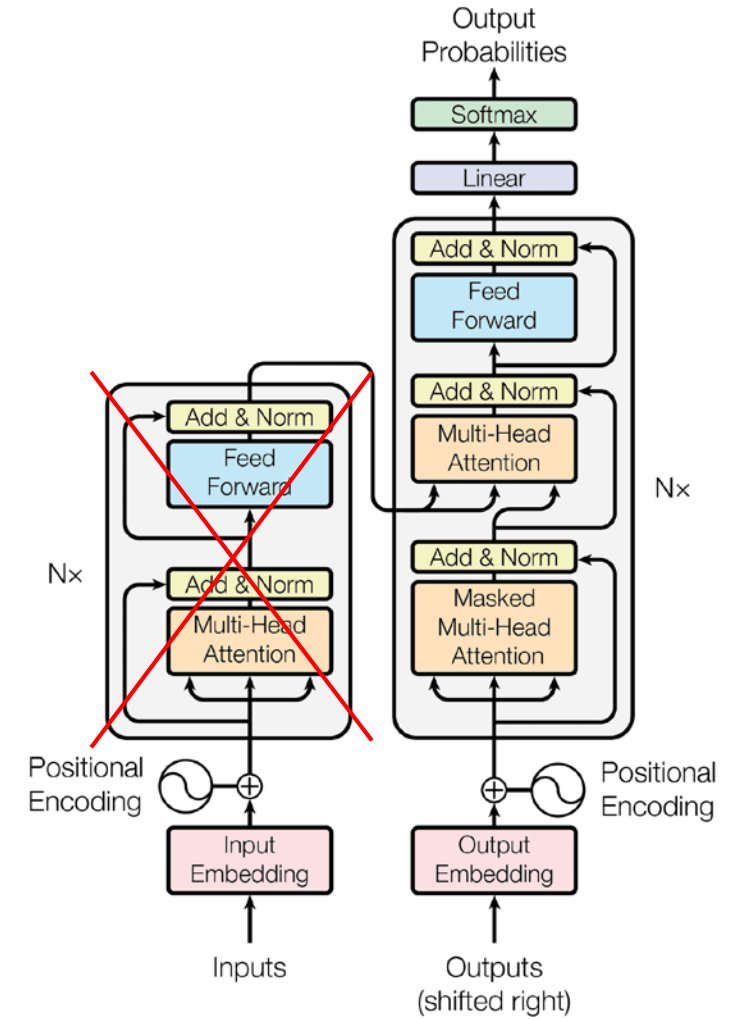 Output
Probabilities
Softmax
Linear
Add & Norm
Feed
Forward
Add & Norm
Multi-Head
Attention
Nx
Add & Norm
Masked
Multi-Head
Attention
Add & Norm
Feed
Forward
Nx
Add & Norm
Multi-Head
Attention
Positional
Encoding
Input
Embedding
Inputs
Positional
Encoding
Output
Embedding
Outputs
(shifted right)